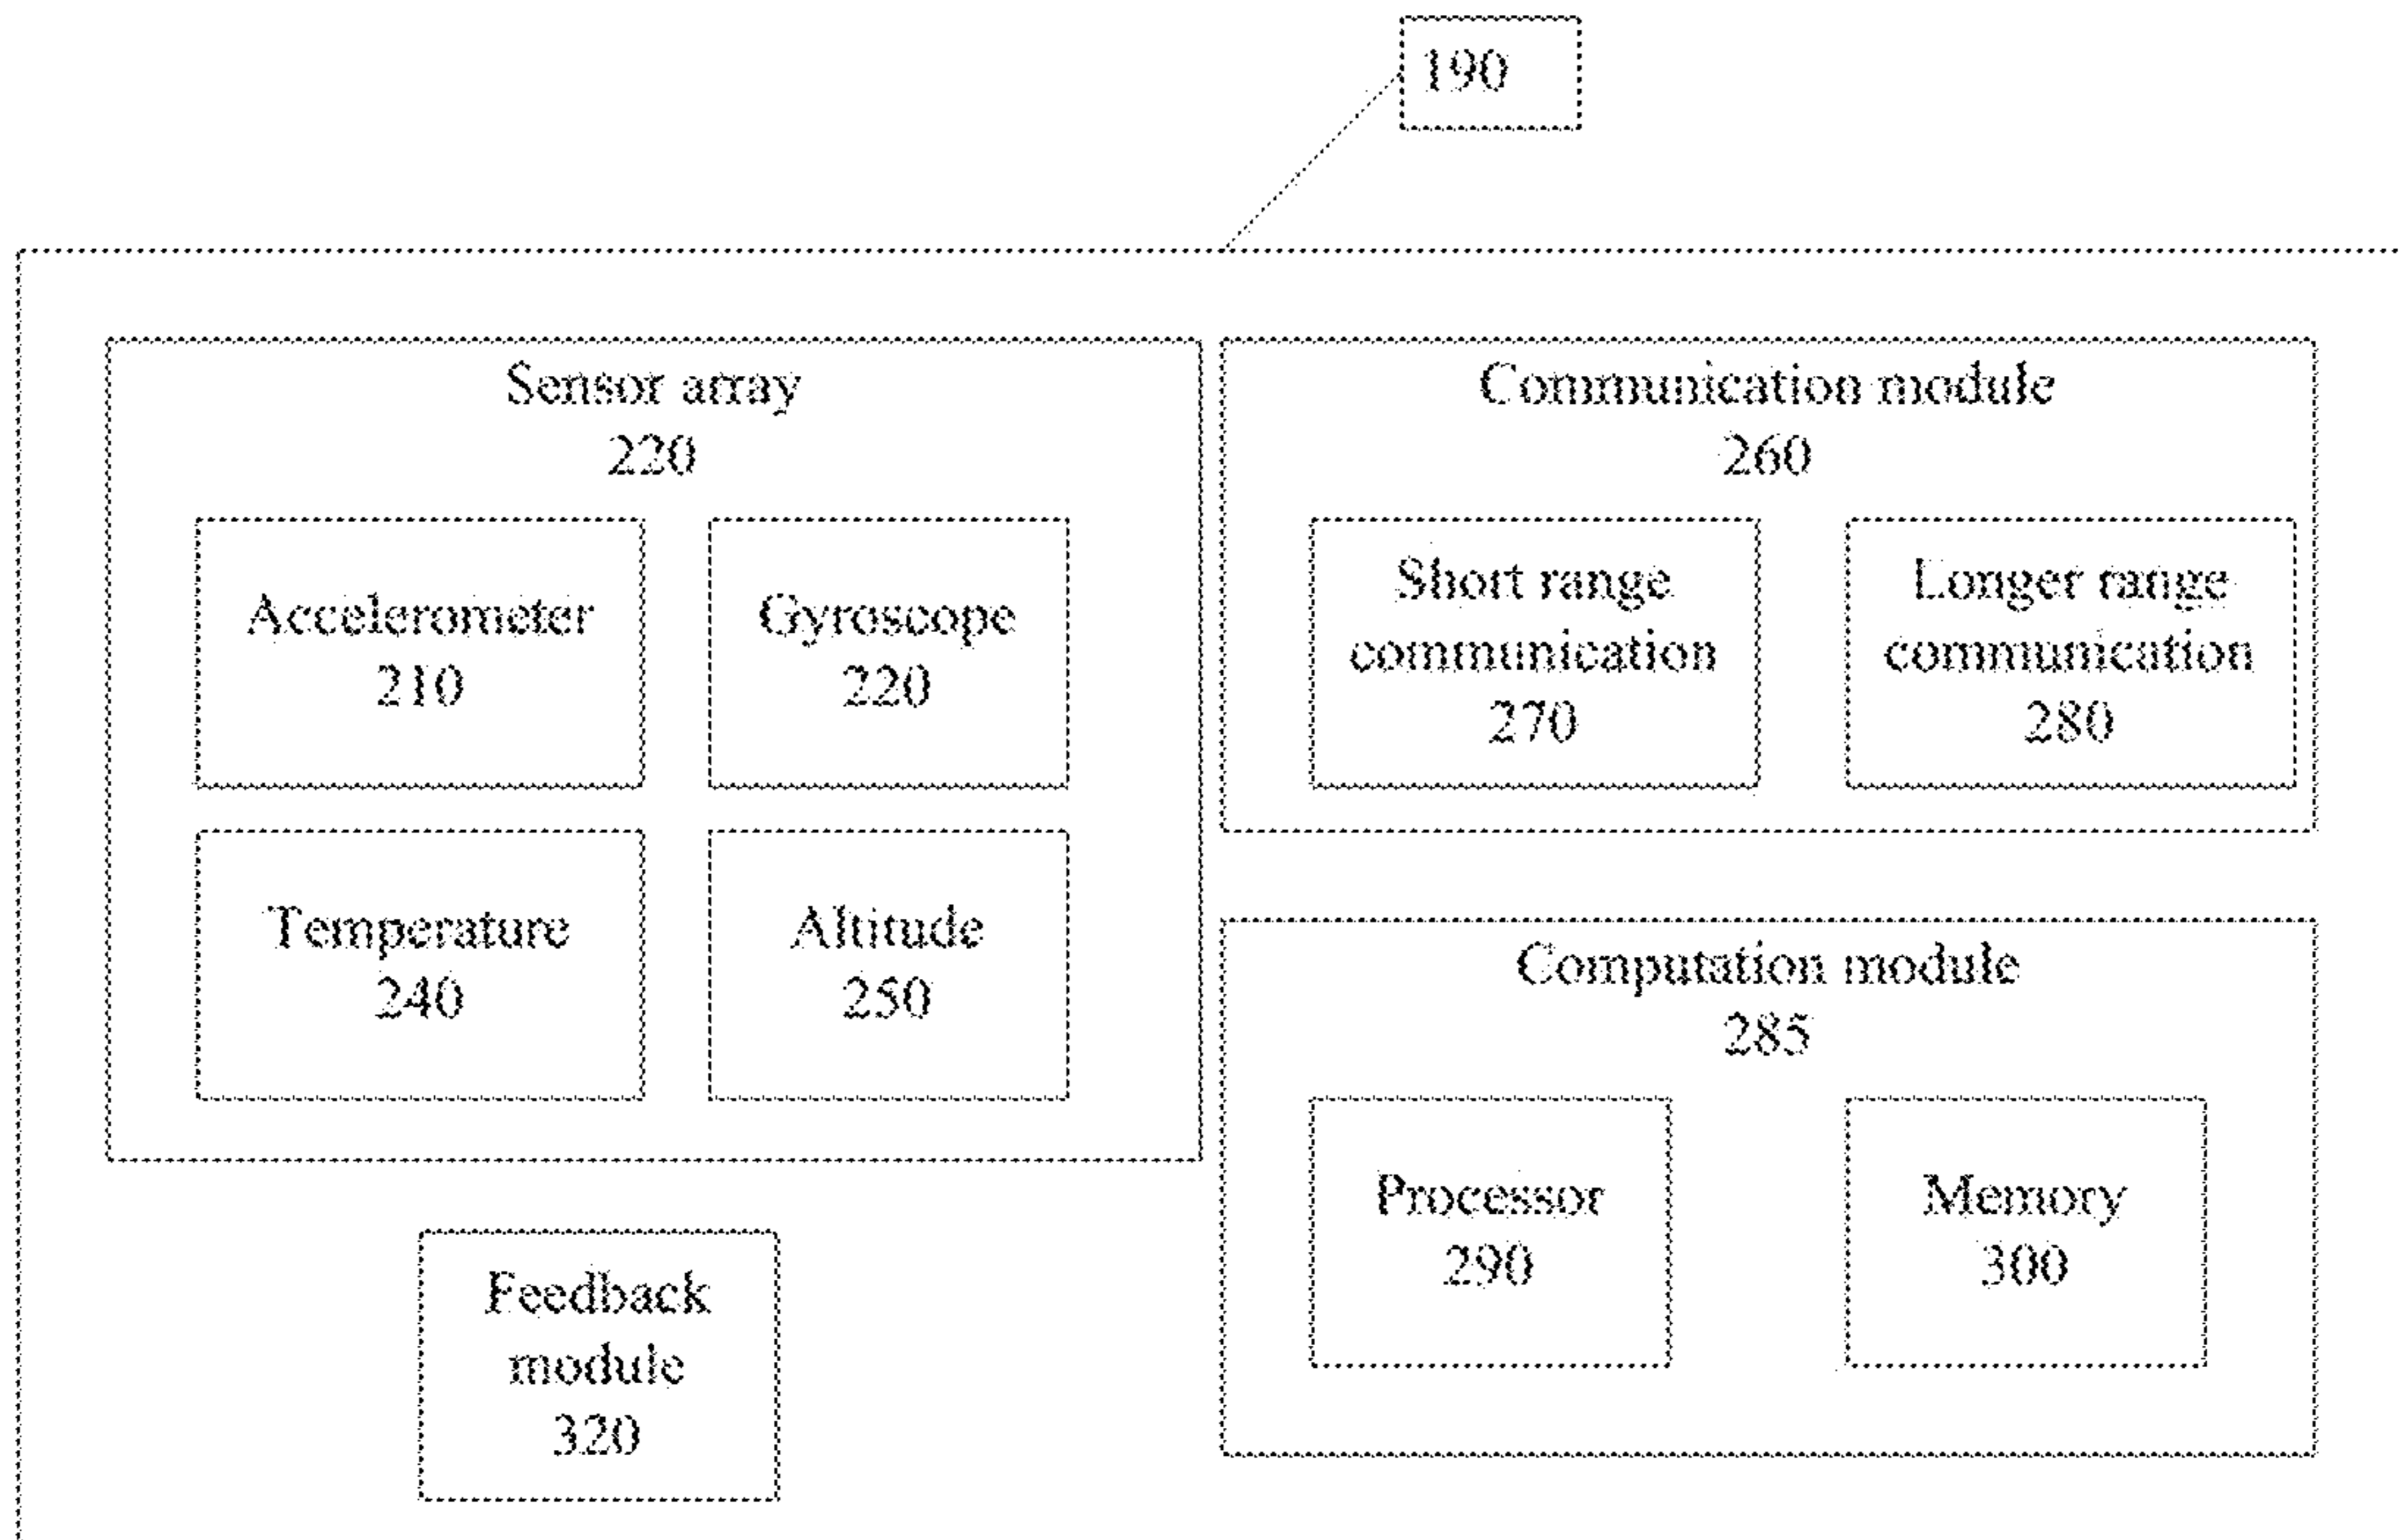 190
Sensor array
220
Accelerometer
210
Gyroscope
220
Temperature
240
Altitude
250
Communication module
260
Short range
communication
270
Longer range
communication
280
Computation module
285
Processor
290
Memory
300
Feedback
module
320